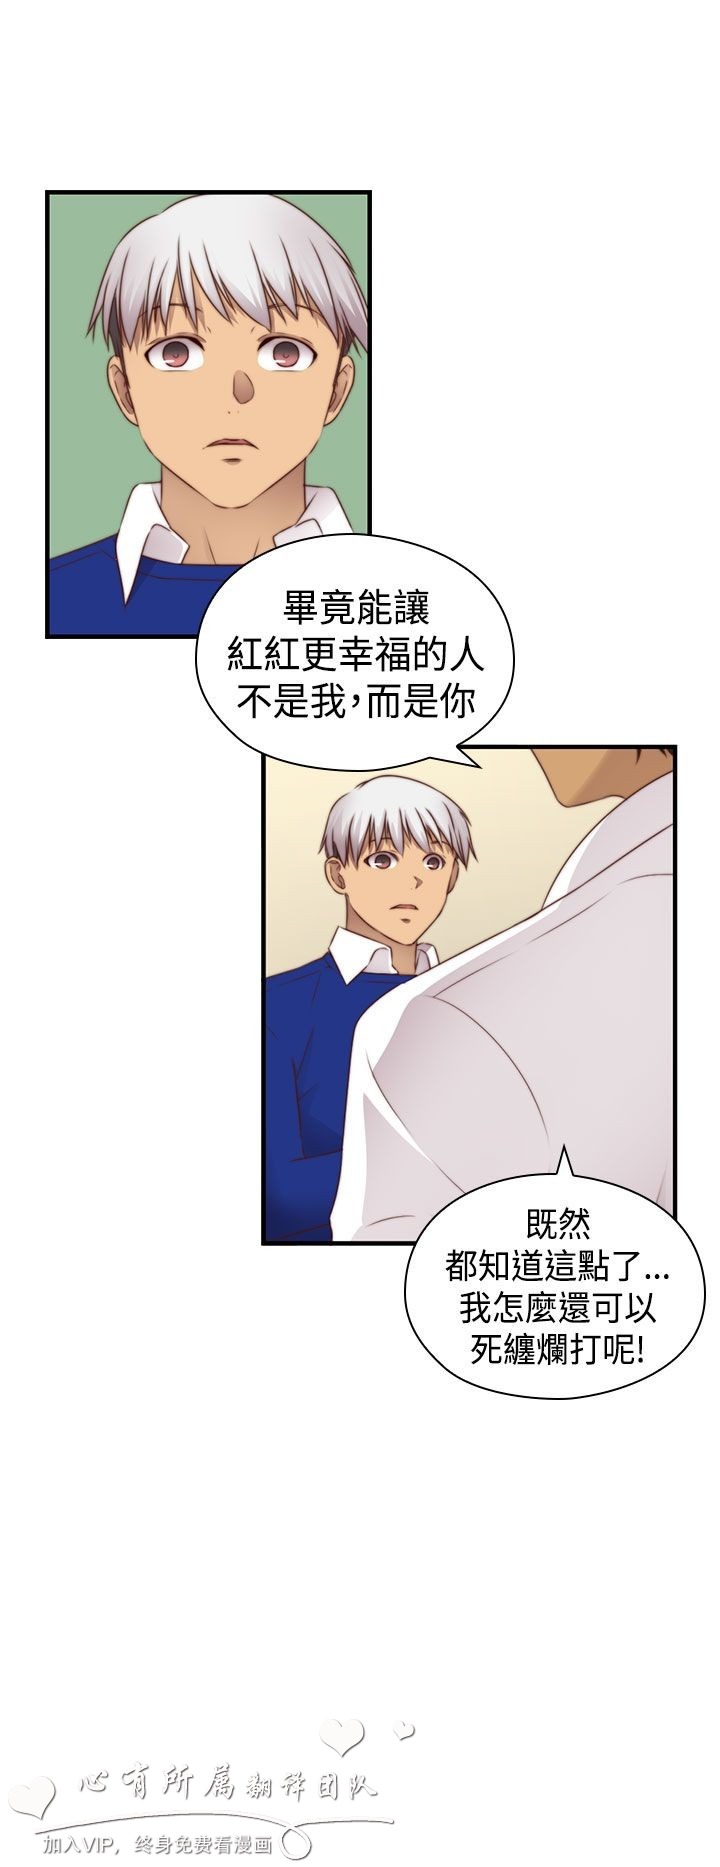 畢竟能讓
紅紅更幸福的人
不是我，而是你
既然
都知道這點了...
我怎麼還可以
死纏爛打呢!
心有所属翻译团队
加入VIP，终身免费看漫画